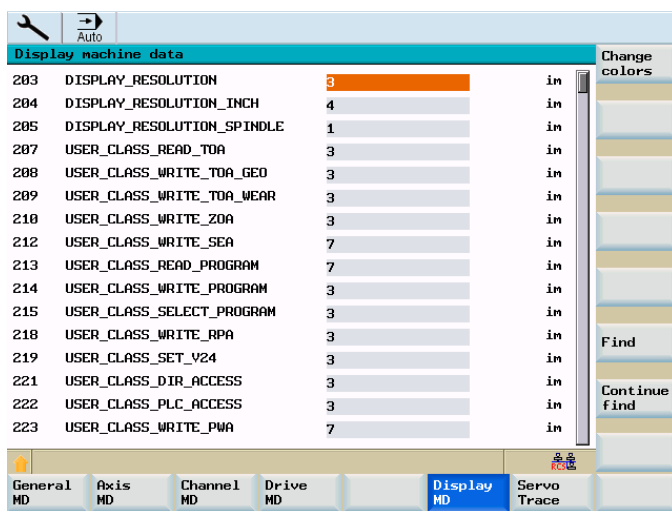 Auto
Display machine data
Change colors
203 DISPLAY_RESOLUTION 3 im
204 DISPLAY_RESOLUTION_INCH 4 im
205 DISPLAY_RESOLUTION_SPINDLE 1 im
207 USER_CLASS_READ_TOA 3 im
208 USER_CLASS_WRITE_TOA_GEO 3 im
209 USER_CLASS_WRITE_TOA_WEAR 3 im
210 USER_CLASS_WRITE_ZOA 3 im
212 USER_CLASS_WRITE_SEA 7 im
213 USER_CLASS_READ_PROGRAM 7 im
214 USER_CLASS_WRITE_PROGRAM 3 im
215 USER_CLASS_SELECT_PROGRAM 3 im
218 USER_CLASS_WRITE_RPA 3 im
219 USER_CLASS_SET_V24 3 im
221 USER_CLASS_DIR_ACCESS 3 im
222 USER_CLASS_PLC_ACCESS 3 im
223 USER_CLASS_WRITE_PWA 7 im
Find
Continue find
RCS
General MD
Axis MD
Channel MD
Drive MD
Display MD
Servo Trace